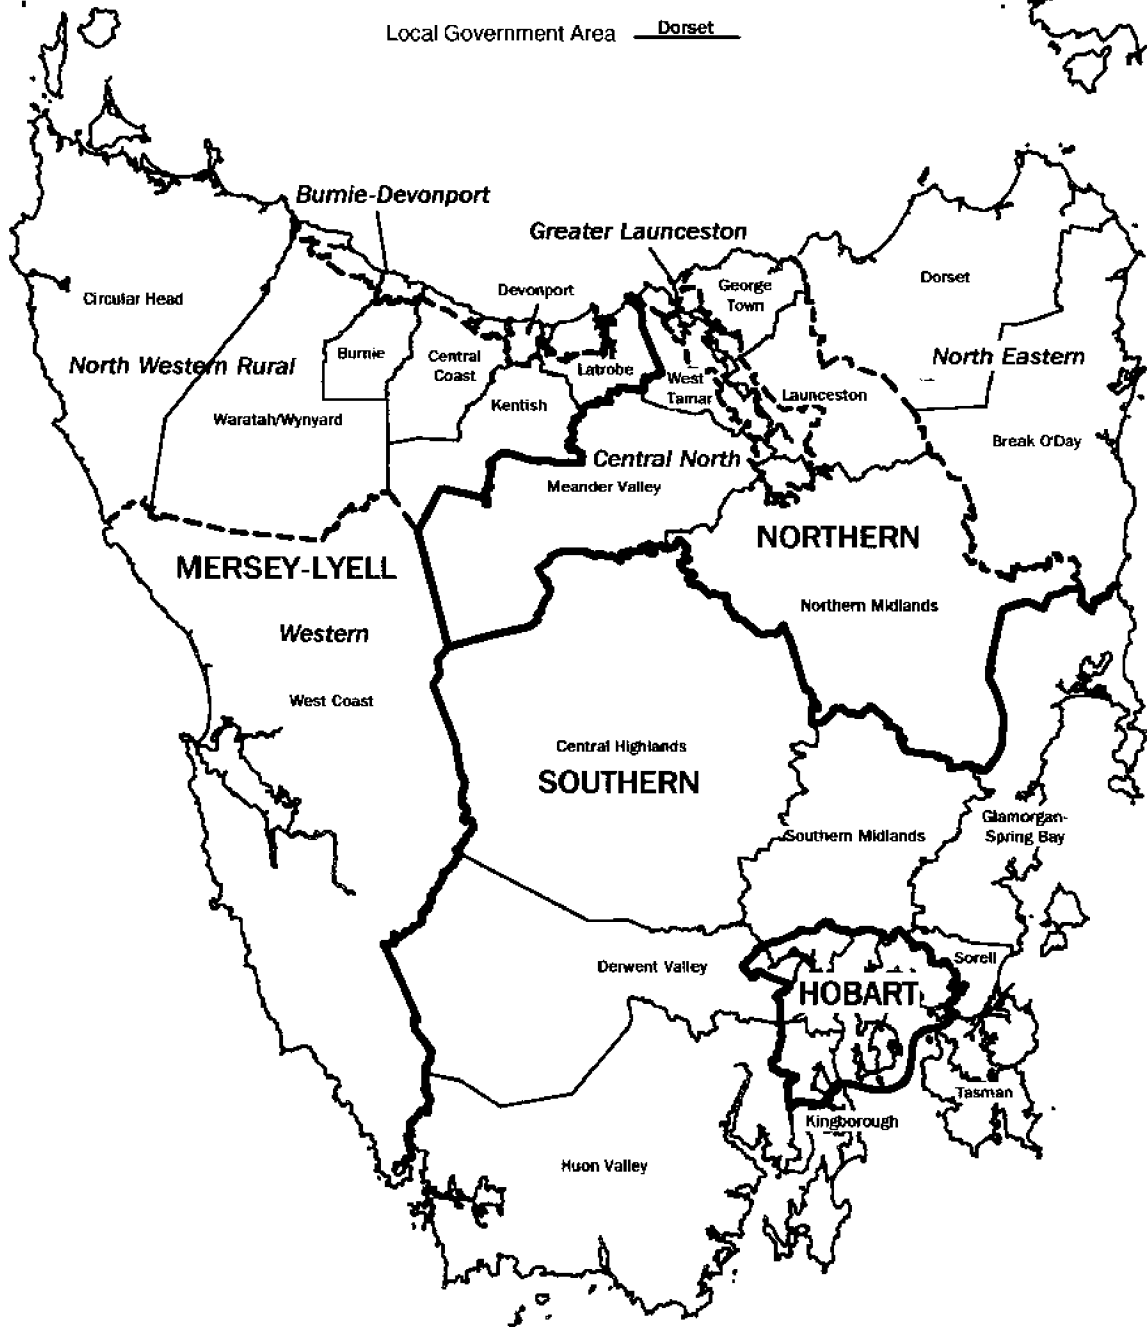 Local Government Area Dorset
Burnie-Devonport
Greater Launceston
Circular Head
Devonport
George
Town
Dorset
North Western Rural
Burnie
Central
Coast
Latrobe
West
Tamar
North Eastern
Launceston
Kentish
Waratah/Wynyard
Break O'Day
Central North
Meander Valley
NORTHERN
MERSEY-LYELL
Northern Midlands
Western
West Coast
Central Highlands
SOUTHERN
Glamorgan-
Spring Bay
Southern Midlands
Derwent Valley
Sorell
HOBART
Tasman
Kingborough
Huon Valley